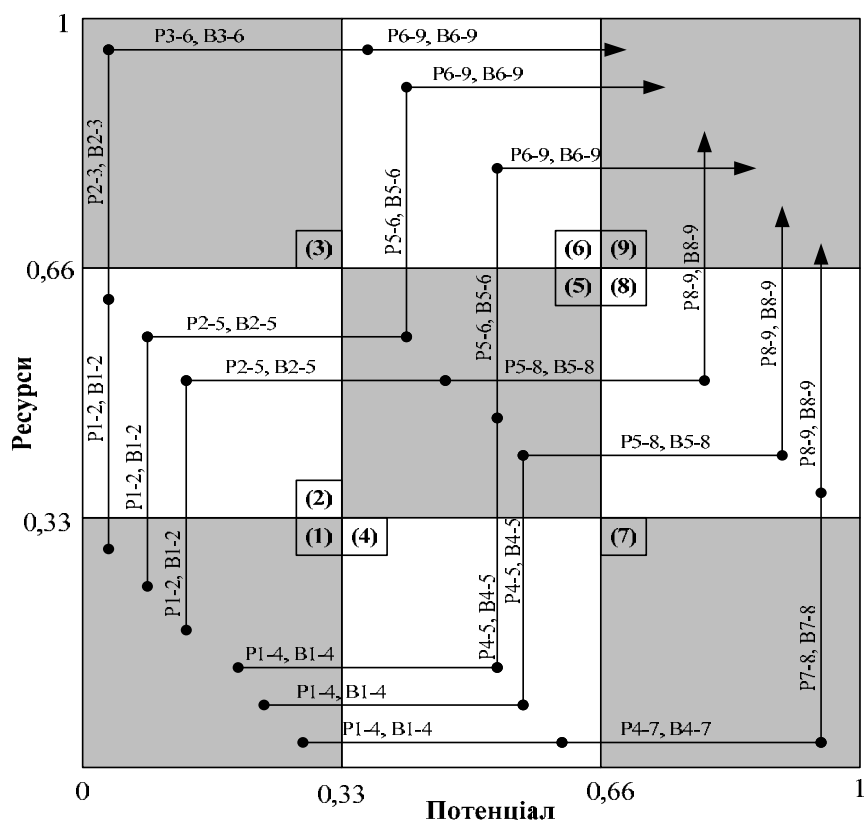 1
P3-6, B3-6
P6-9, B6-9
P6-9, B6-9
P2-3, B2-3
P6-9, B6-9
P5-6, B5-6
P8-9, B8-9
(3)
(6)
(9)
0,66
(5)
(8)
P5-6, B5-6
P8-9, B8-9
P1-2, B1-2
P2-5, B2-5
P2-5, B2-5
P5-8, B5-8
P8-9, B8-9
Ресурси
P1-2, B1-2
P5-8, B5-8
(2)
0,33
(1)
(4)
(7)
P1-2, B1-2
P4-5, B4-5
P4-5, B4-5
P7-8, B7-8
P1-4, B1-4
P1-4, B1-4
P1-4, B1-4
P4-7, B4-7
0
0,33
0,66
1
Потенціал